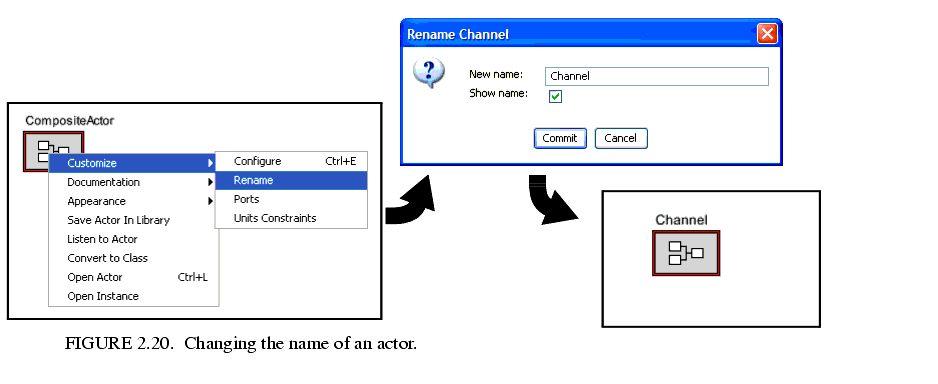 CompositeActor
Customize
Documentation
Appearance
Save Actor In Library
Listen to Actor
Convert to Class
Open Actor Ctrl+L
Open Instance
Configure Ctrl+E
Rename
Ports
Units Constraints
Rename Channel
New name: Channel
Show name:
Commit Cancel
Channel
FIGURE 2.20. Changing the name of an actor.